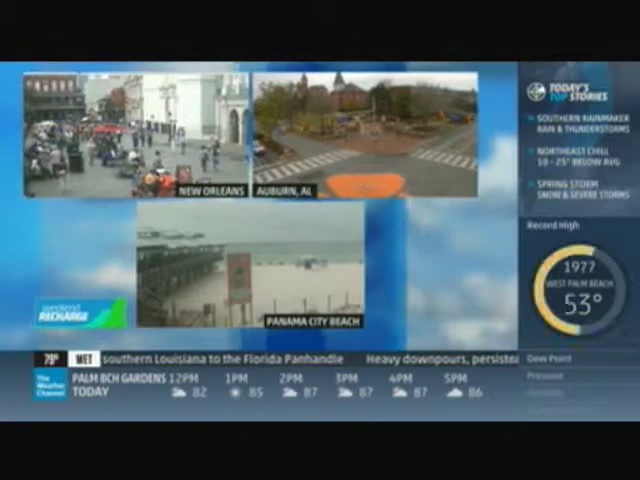 TODAY'S
TOP STORIES
SOUTHERN RAINMAKER
RAIN & THUNDERSTORMS
NORTHEAST CHILL
10 - 25° BELOW AVG
SPRING STORM
SNOW & SEVERE STORMS
NEW ORLEANS
AUBURN, AL
Record High
1977
WEST PALM BEACH
53°
weekend
RECHARGE
PANAMA CITY BEACH
78° WET southern Louisiana to the Florida Panhandle Heavy downpours, persiste
Dew Point
Pressure
The
Weather
Channel
PALM BCH GARDENS 12PM 1PM 2PM 3PM 4PM 5PM
TODAY 82 85 87 87 87 86